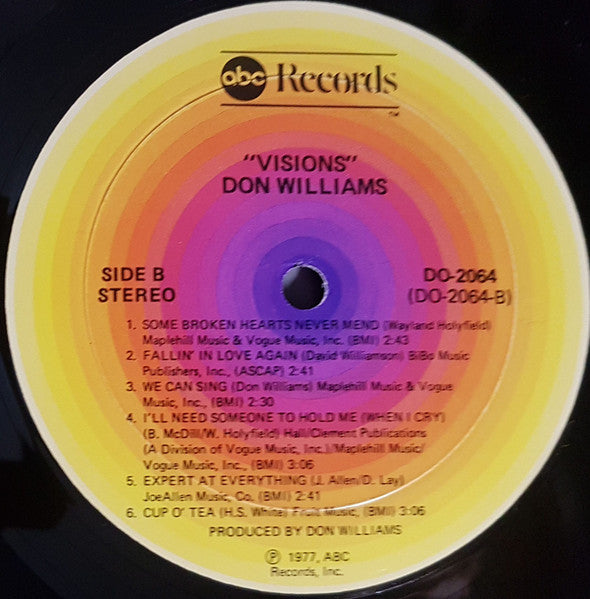 abc Records
TM
"VISIONS"
DON WILLIAMS
SIDE B
STEREO
DO-2064
(DO-2064-B)
1. SOME BROKEN HEARTS NEVER MEND (Wayland Holyfield)
Maplehill Music & Vogue Music, Inc. (BMI) 2:43
2. FALLIN' IN LOVE AGAIN (David Williamson) BiBo Music
Publishers, Inc., (ASCAP) 2:41
3. WE CAN SING (Don Williams) Maplehill Music & Vogue
Music, Inc., (BMI) 2:30
4. I'LL NEED SOMEONE TO HOLD ME (WHEN I CRY)
(B. McDill/W. Holyfield) Hall/Clement Publications
(A Division of Vogue Music, Inc.)/Maplehill Music/
Vogue Music, Inc., (BMI) 3:06
5. EXPERT AT EVERYTHING (J. Allen/D. Lay)
JoeAllen Music, Co. (BMI) 2:41
6. CUP O' TEA (H.S. White) Fruit Music, (BMI) 3:06
PRODUCED BY DON WILLIAMS
℗ 1977, ABC
Records, Inc.